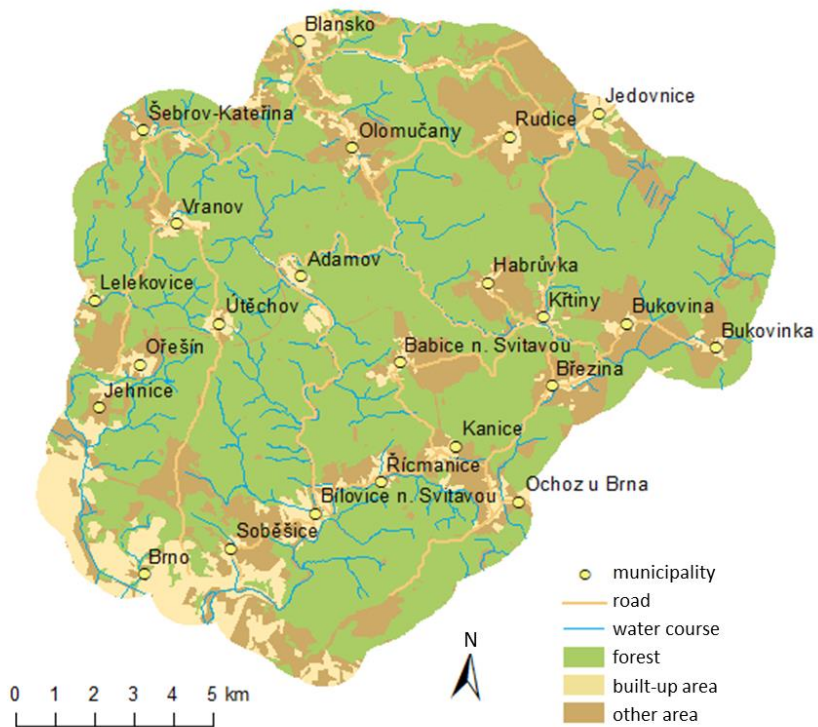 Blansko
Jedovnice
Šebrov-Kateřina
Rudice
Olomučany
Vranov
Adamov
Habrůvka
Lelekovice
Útěchov
Křtiny
Bukovina
Bukovinka
Ořešín
Babice n. Svitavou
Březina
Jehnice
Kanice
Řícmanice
Ochoz u Brna
Bílovice n. Svitavou
Soběšice
Brno
municipality
road
water course
forest
built-up area
other area
N
0 1 2 3 4 5 km